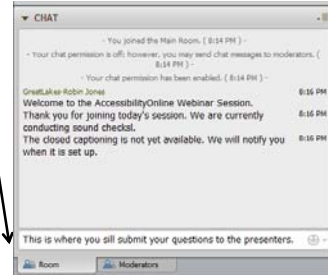 CHAT
- You joined the Main Room. ( 8:14 PM ) -
- Your chat permission is off; however, you may send chat messages to moderators. (
8:14 PM ) -
- Your chat permission has been enabled. ( 8:14 PM ) -
GreatLakes-Robin Jones 8:16 PM
Welcome to the AccessibilityOnline Webinar Session.
Thank you for joining today's session. We are currently 8:16 PM
conducting sound checksl.
The closed captioning is not yet available. We will notify you 8:16 PM
when it is set up.
This is where you sill submit your questions to the presenters.
Room Moderators